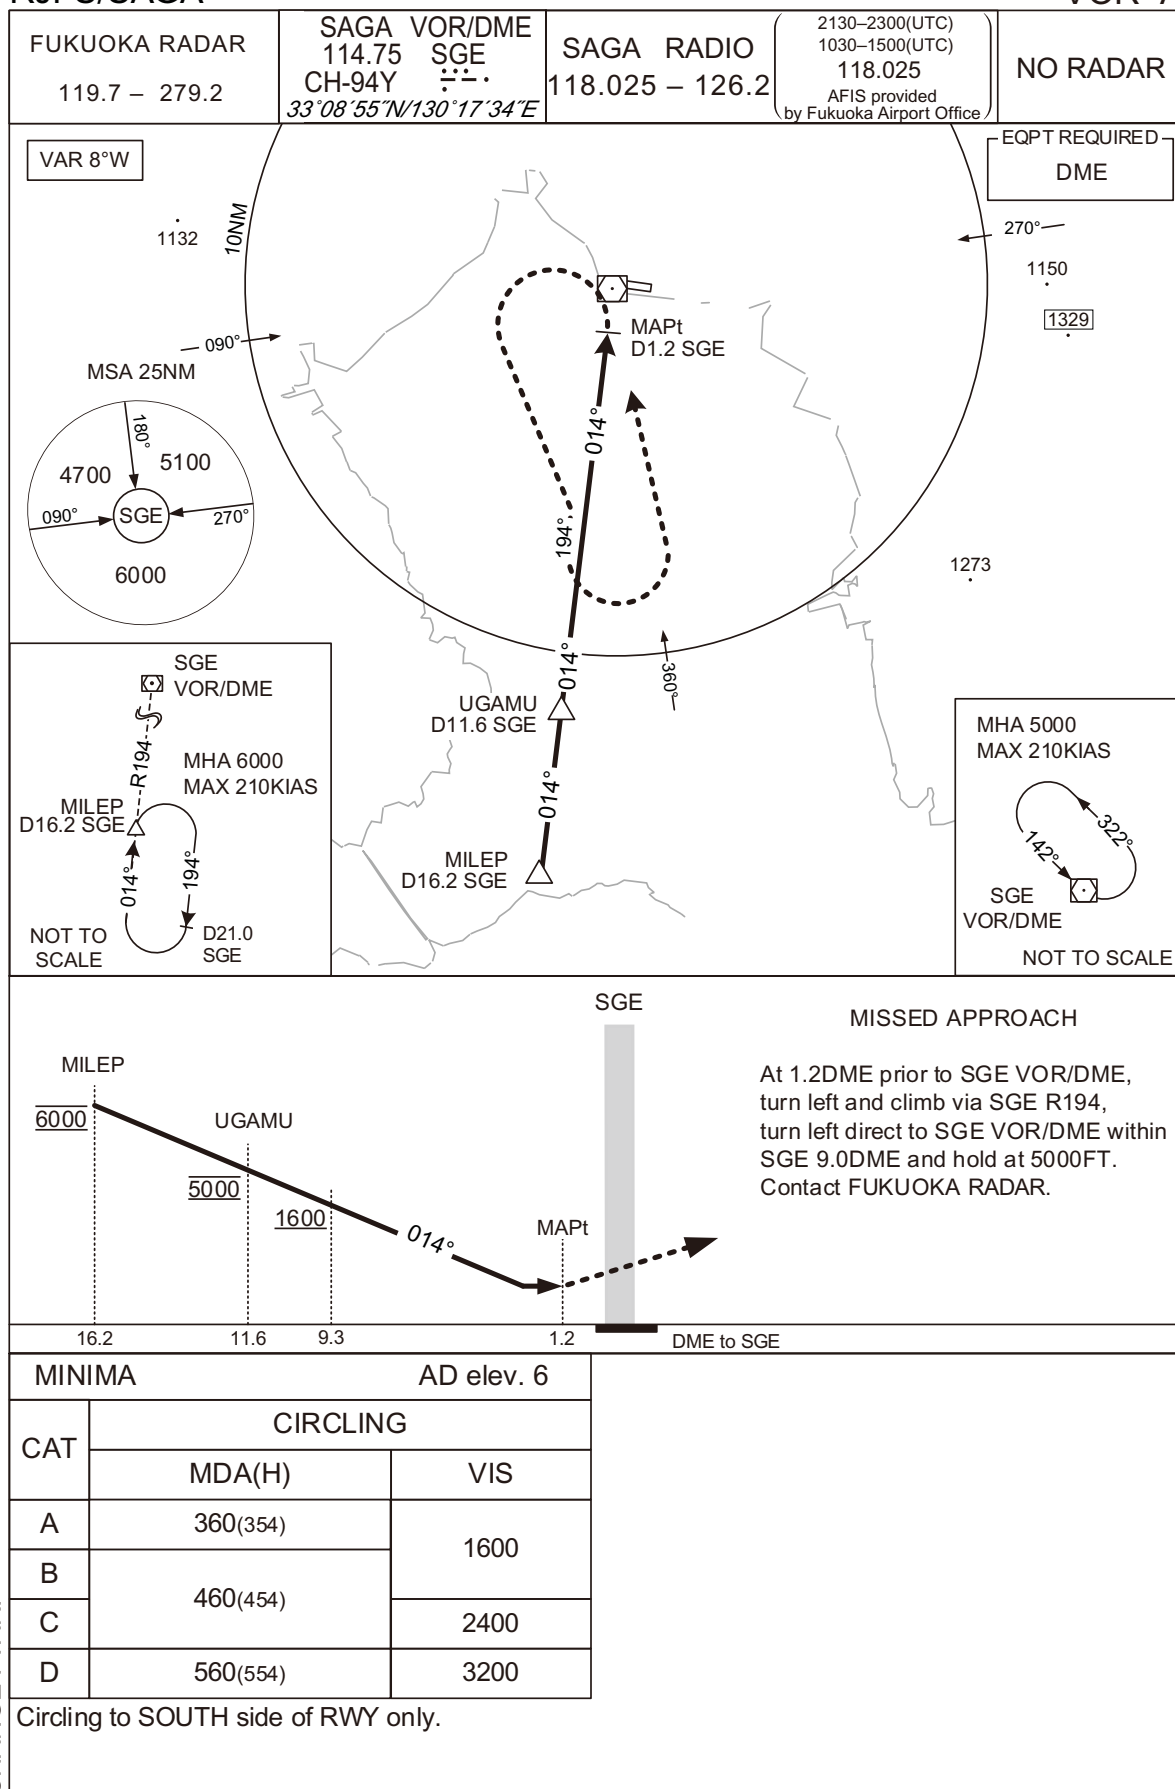 FUKUOKA RADAR
119.7 – 279.2
SAGA VOR/DME
114.75 SGE
CH-94Y
33°08′55″N/130°17′34″E
SAGA RADIO
118.025 – 126.2
2130–2300(UTC)
1030–1500(UTC)
118.025
AFIS provided
by Fukuoka Airport Office
NO RADAR
VAR 8°W
EQPT REQUIRED
DME
1132
10NM
270°
1150
1329
090°
MAPt
D1.2 SGE
MSA 25NM
180°
4700
5100
090°
SGE
270°
6000
014°
194°
1273
014°
360°
UGAMU
D11.6 SGE
014°
MILEP
D16.2 SGE
SGE
VOR/DME
R194
MHA 6000
MAX 210KIAS
MILEP
D16.2 SGE
014°
194°
D21.0
SGE
NOT TO
SCALE
MHA 5000
MAX 210KIAS
322°
142°
SGE
VOR/DME
NOT TO SCALE
SGE
MISSED APPROACH
At 1.2DME prior to SGE VOR/DME,
turn left and climb via SGE R194,
turn left direct to SGE VOR/DME within
SGE 9.0DME and hold at 5000FT.
Contact FUKUOKA RADAR.
MILEP
6000
UGAMU
5000
1600
014°
MAPt
16.2
11.6
9.3
1.2
DME to SGE
MINIMA AD elev. 6
CAT
CIRCLING
MDA(H)
VIS
A
360(354)
1600
B
460(454)
C
2400
D
560(554)
3200
Circling to SOUTH side of RWY only.